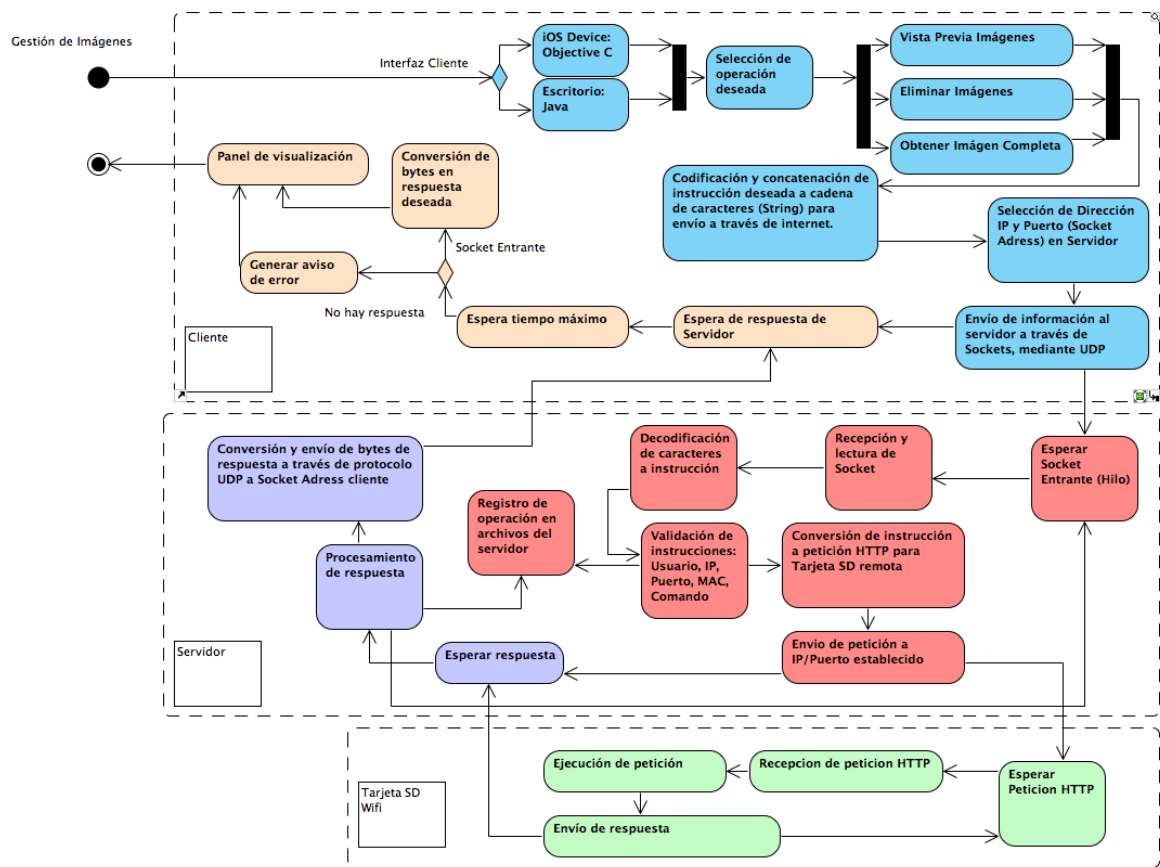 Gestión de Imágenes
Interfaz Cliente
iOS Device:
Objective C
Escritorio:
Java
Selección de
operación
deseada
Vista Previa Imágenes
Eliminar Imágenes
Obtener Imágen Completa
Panel de visualización
Conversión de
bytes en
respuesta
deseada
Codificación y concatenación de
instrucción deseada a cadena
de caracteres (String) para
envío a través de internet.
Selección de Dirección
IP y Puerto (Socket
Adress) en Servidor
Socket Entrante
Generar aviso
de error
No hay respuesta
Espera tiempo máximo
Espera de respuesta de
Servidor
Envío de información al
servidor a través de
Sockets, mediante UDP
Cliente
Conversión y envío de bytes de
respuesta a través de protocolo
UDP a Socket Adress cliente
Decodificación
de caracteres
a instrucción
Recepción y
lectura de
Socket
Esperar
Socket
Entrante (Hilo)
Registro de
operación en
archivos del
servidor
Validación de
instrucciones:
Usuario, IP,
Puerto, MAC,
Comando
Conversión de instrucción
a petición HTTP para
Tarjeta SD remota
Procesamiento
de respuesta
Servidor
Esperar respuesta
Envio de petición a
IP/Puerto establecido
Tarjeta SD
Wifi
Ejecución de petición
Recepcion de peticion HTTP
Esperar
Peticion HTTP
Envío de respuesta